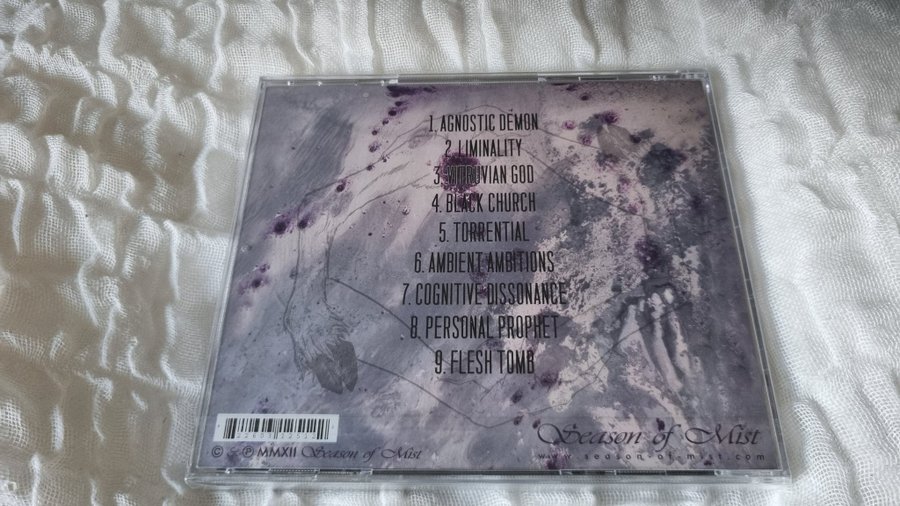 1. AGNOSTIC DEMON
2. LIMINALITY
3. VITRUVIAN GOD
4. BLACK CHURCH
5. TORRENTIAL
6. AMBIENT AMBITIONS
7. COGNITIVE DISSONANCE
8. PERSONAL PROPHET
9. FLESH TOMB
Season of Mist
www.season-of-mist.com
© & ℗ MMXII Season of Mist